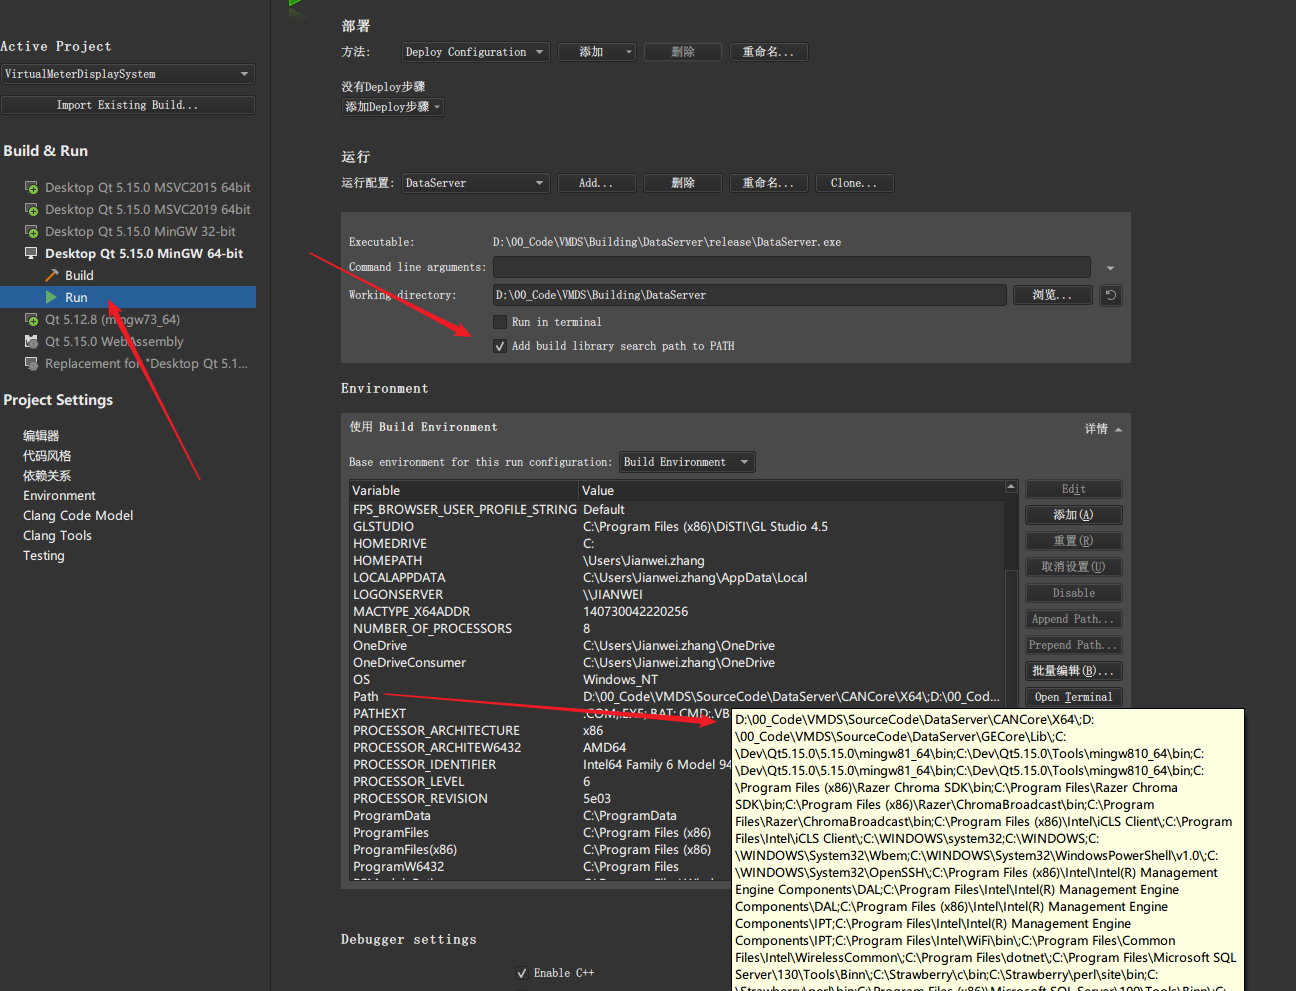 Active Project
VirtualMeterDisplaySystem
Import Existing Build...
Build & Run
Desktop Qt 5.15.0 MSVC2015 64bit
Desktop Qt 5.15.0 MSVC2019 64bit
Desktop Qt 5.15.0 MinGW 32-bit
Desktop Qt 5.15.0 MinGW 64-bit
Build
Run
Qt 5.12.8 (mingw73_64)
Qt 5.15.0 WebAssembly
Replacement for "Desktop Qt 5.1...
Project Settings
编辑器
代码风格
依赖关系
Environment
Clang Code Model
Clang Tools
Testing
部署
方法: Deploy Configuration 添加 删除 重命名...
没有Deploy步骤
添加Deploy步骤
运行
运行配置: DataServer Add... 删除 重命名... Clone...
Executable: D:\00_Code\VMDS\Building\DataServer\release\DataServer.exe
Command line arguments:
Working directory: D:\00_Code\VMDS\Building\DataServer 浏览...
Run in terminal
Add build library search path to PATH
Environment
使用 Build Environment 详情
Base environment for this run configuration: Build Environment
Variable Value
FPS_BROWSER_USER_PROFILE_STRING Default
GLSTUDIO C:\Program Files (x86)\DiSTI\GL Studio 4.5
HOMEDRIVE C:
HOMEPATH \Users\Jianwei.zhang
LOCALAPPDATA C:\Users\Jianwei.zhang\AppData\Local
LOGONSERVER \\JIANWEI
MACTYPE_X64ADDR 140730042220256
NUMBER_OF_PROCESSORS 8
OneDrive C:\Users\Jianwei.zhang\OneDrive
OneDriveConsumer C:\Users\Jianwei.zhang\OneDrive
OS Windows_NT
Path D:\00_Code\VMDS\SourceCode\DataServer\CANCore\X64\;D:\00_Cod...
PATHEXT .COM;.EXE;.BAT;.CMD;.VB
PROCESSOR_ARCHITECTURE x86
PROCESSOR_ARCHITEW6432 AMD64
PROCESSOR_IDENTIFIER Intel64 Family 6 Model 94
PROCESSOR_LEVEL 6
PROCESSOR_REVISION 5e03
ProgramData C:\ProgramData
ProgramFiles C:\Program Files (x86)
ProgramFiles(x86) C:\Program Files (x86)
ProgramW6432 C:\Program Files
Edit
添加(A)
重置(R)
取消设置(U)
Disable
Append Path...
Prepend Path...
批量编辑(B)...
Open Terminal
D:\00_Code\VMDS\SourceCode\DataServer\CANCore\X64\;D:
\00_Code\VMDS\SourceCode\DataServer\GECore\Lib\;C:
\Dev\Qt5.15.0\5.15.0\mingw81_64\bin;C:\Dev\Qt5.15.0\Tools\mingw810_64\bin;C:
\Dev\Qt5.15.0\5.15.0\mingw81_64\bin;C:\Dev\Qt5.15.0\Tools\mingw810_64\bin;C:
\Program Files (x86)\Razer Chroma SDK\bin;C:\Program Files\Razer Chroma
SDK\bin;C:\Program Files (x86)\Razer\ChromaBroadcast\bin;C:\Program
Files\Razer\ChromaBroadcast\bin;C:\Program Files (x86)\Intel\iCLS Client\;C:\Program
Files\Intel\iCLS Client\;C:\WINDOWS\system32;C:\WINDOWS;C:
\WINDOWS\System32\Wbem;C:\WINDOWS\System32\WindowsPowerShell\v1.0\;C:
\WINDOWS\System32\OpenSSH\;C:\Program Files (x86)\Intel\Intel(R) Management
Engine Components\DAL;C:\Program Files\Intel\Intel(R) Management Engine
Components\DAL;C:\Program Files (x86)\Intel\Intel(R) Management Engine
Components\IPT;C:\Program Files\Intel\Intel(R) Management Engine
Components\IPT;C:\Program Files\Intel\WiFi\bin\;C:\Program Files\Common
Files\Intel\WirelessCommon\;C:\Program Files\dotnet\;C:\Program Files\Microsoft SQL
Server\130\Tools\Binn\;C:\Strawberry\c\bin;C:\Strawberry\perl\site\bin;C:
\Strawberry\perl\bin;C:\Program Files\Microsoft SQL Server\100\Tools\Binn\;C:
Debugger settings
Enable C++